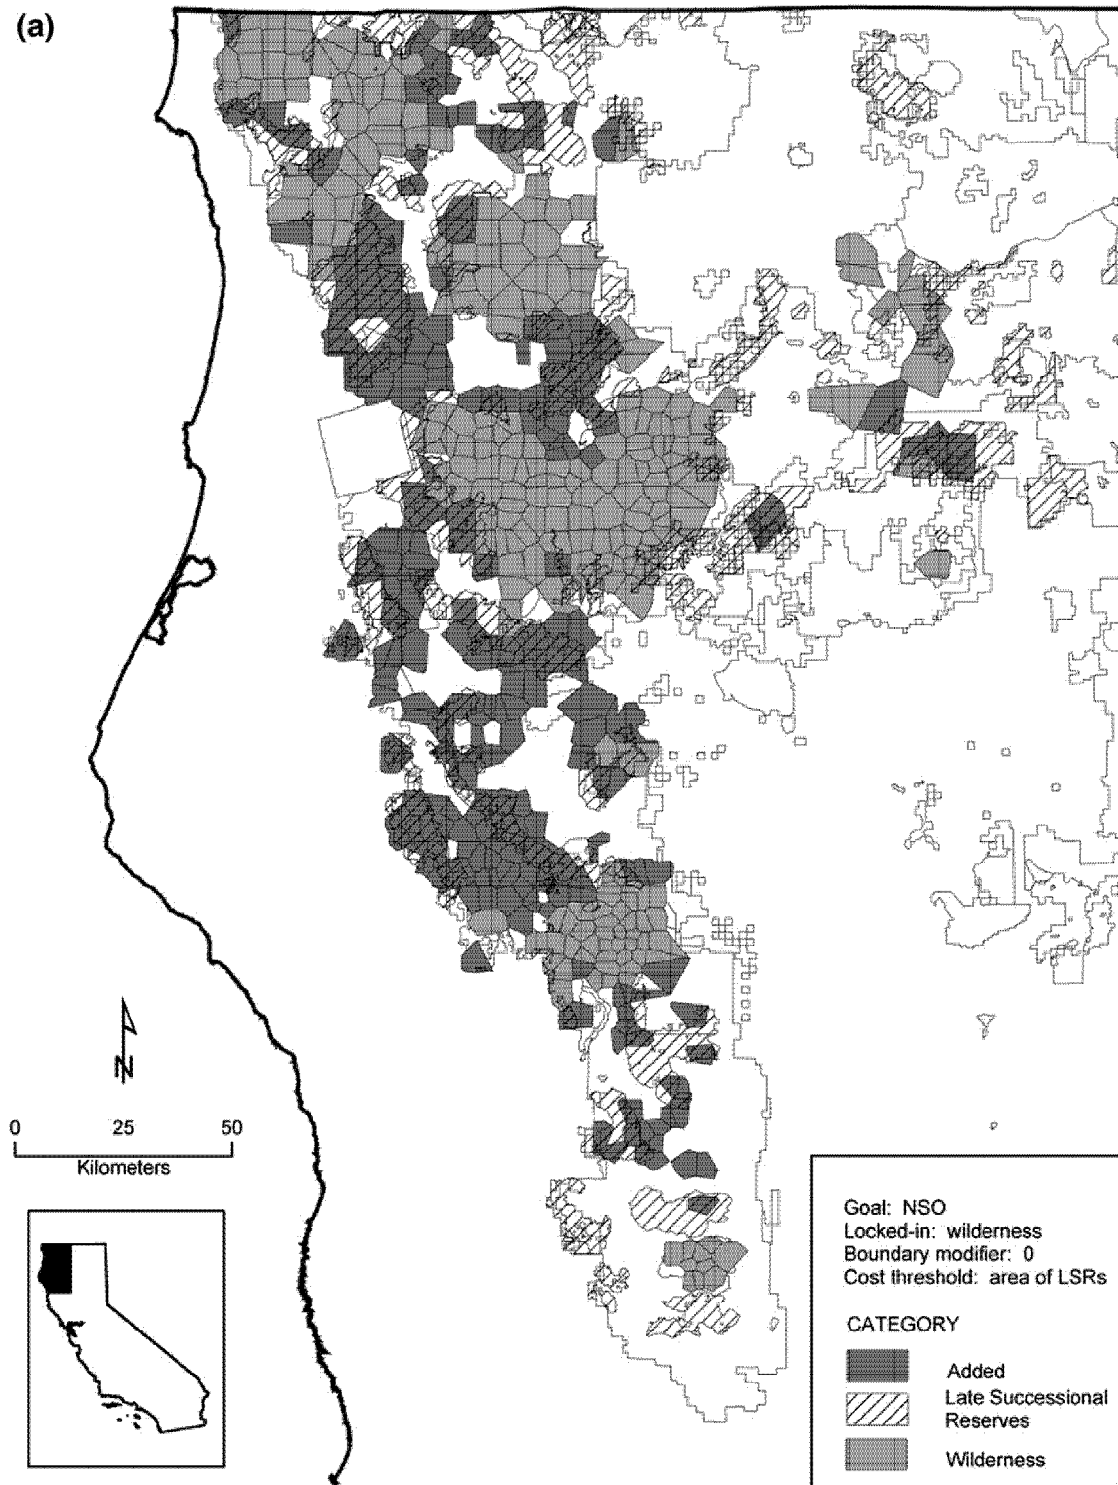 (a)
N
0 25 50
Kilometers
Goal: NSO
Locked-in: wilderness
Boundary modifier: 0
Cost threshold: area of LSRs
CATEGORY
Added
Late Successional
Reserves
Wilderness